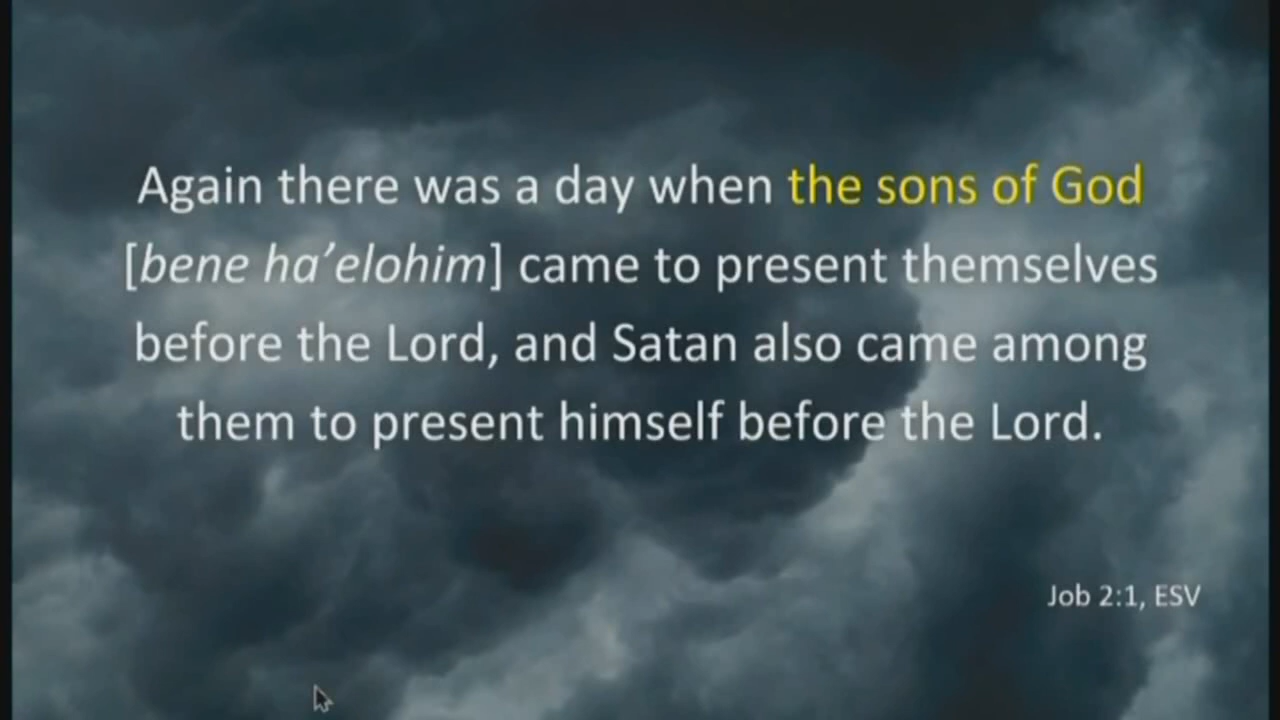 Again there was a day when the sons of God
[bene ha’elohim] came to present themselves
before the Lord, and Satan also came among
them to present himself before the Lord.
Job 2:1, ESV